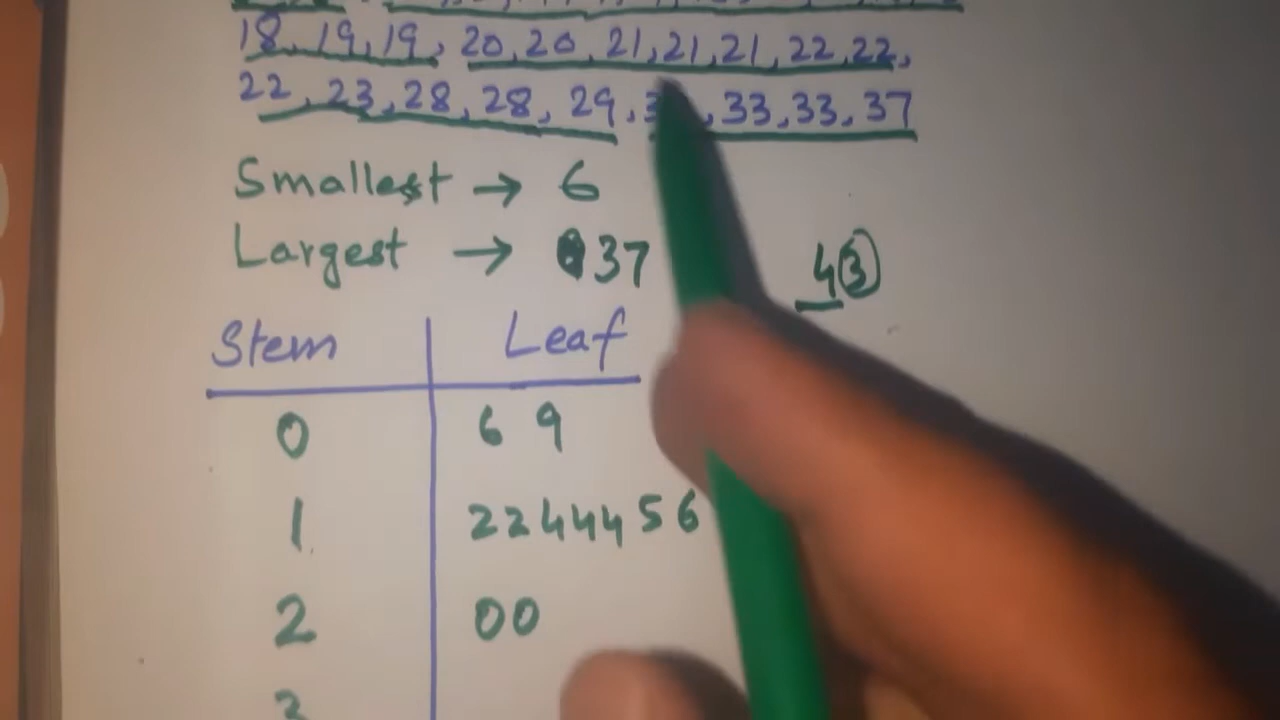 18, 19, 19, 20, 20, 21, 21, 21, 22, 22,
22, 23, 28, 28, 29, 33, 33, 37
Smallest → 6
Largest → 37
43
Stem Leaf
0 6 9
1 2 2 4 4 4 5 6
2 0 0
3